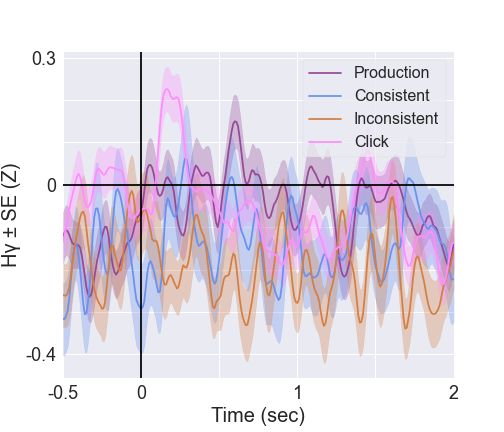 0.3
0
-0.4
Hγ ± SE (Z)
Production
Consistent
Inconsistent
Click
-0.5 0 1 2
Time (sec)